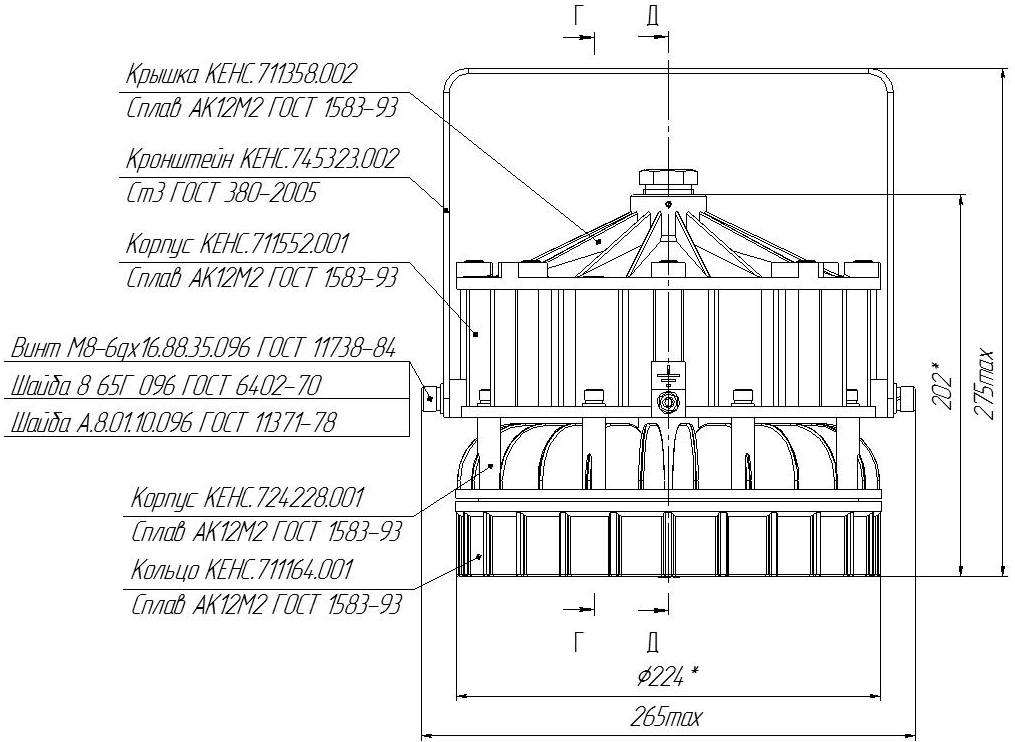 Г Д
Крышка КЕНС.711358.002
Сплав АК12М2 ГОСТ 1583-93
Кронштейн КЕНС.745323.002
Ст3 ГОСТ 380-2005
Корпус КЕНС.711552.001
Сплав АК12М2 ГОСТ 1583-93
Винт М8-6gх16.88.35.096 ГОСТ 11738-84
Шайба 8 65Г 096 ГОСТ 6402-70
Шайба А.8.01.10.096 ГОСТ 11371-78
202*
275max
Корпус КЕНС.724228.001
Сплав АК12М2 ГОСТ 1583-93
Кольцо КЕНС.711164.001
Сплав АК12М2 ГОСТ 1583-93
Г Д
⌀224*
265max